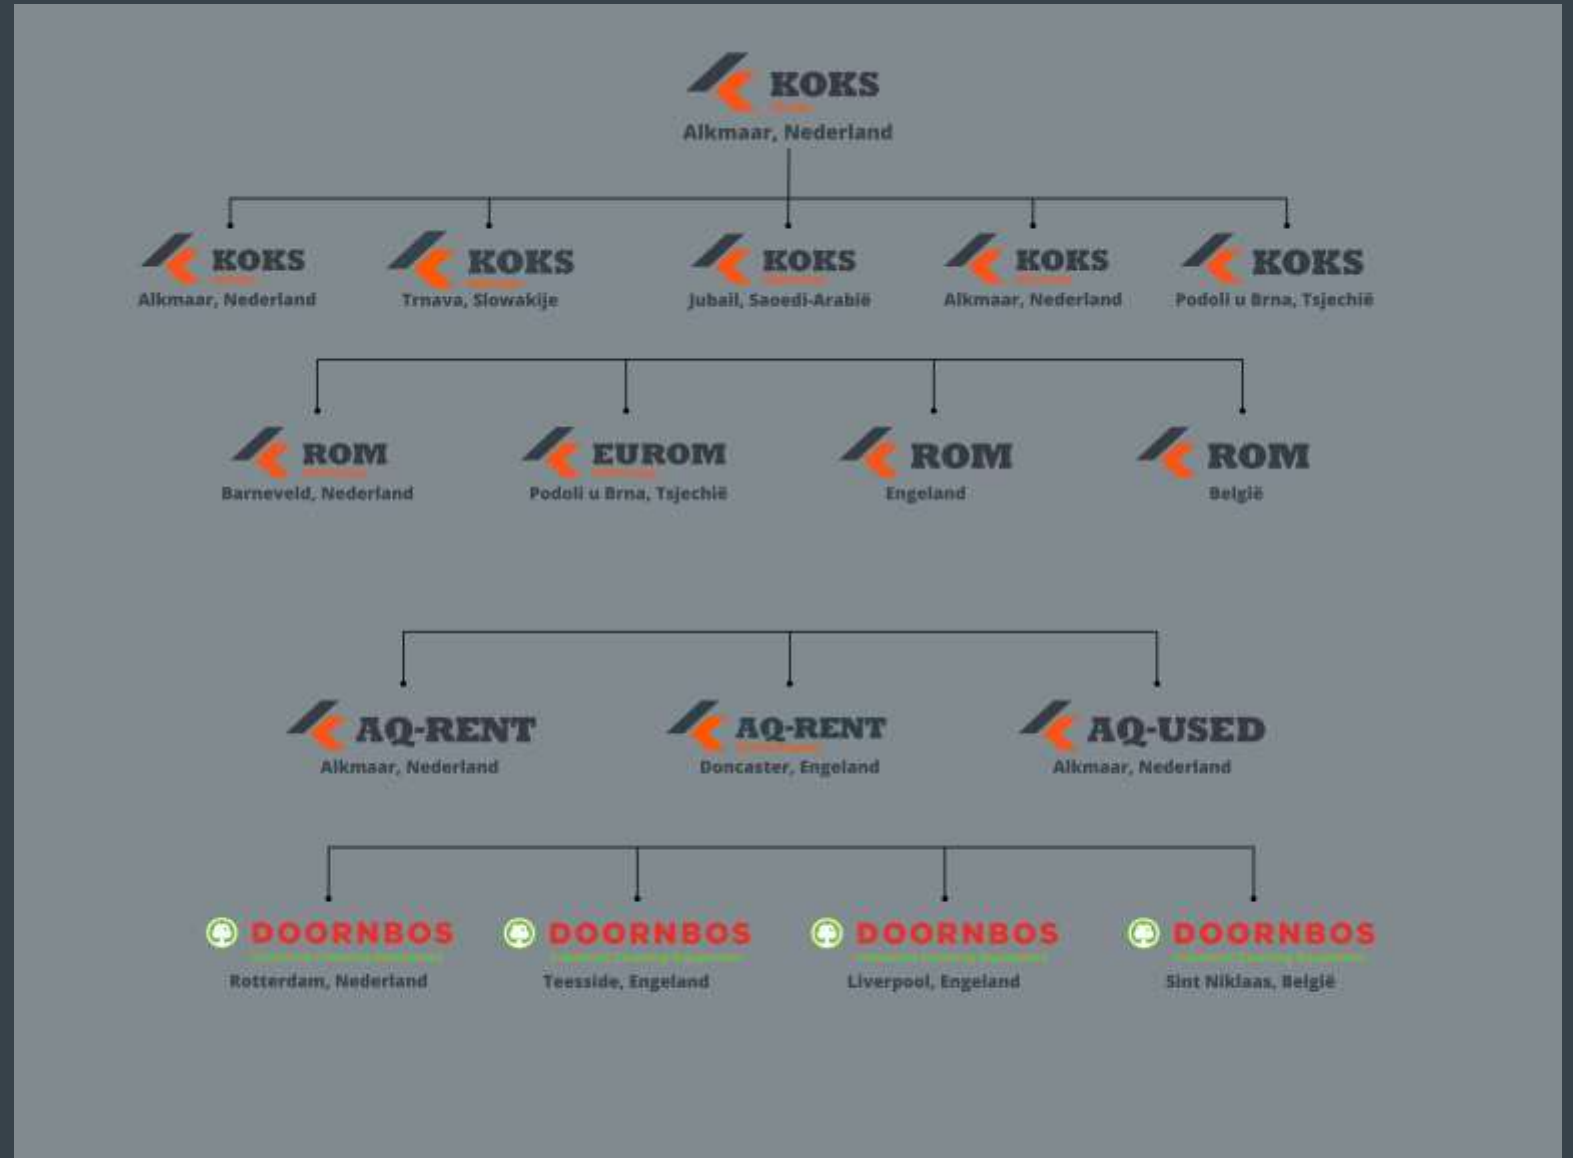 KOKS
Alkmaar, Nederland
KOKS KOKS KOKS KOKS KOKS
Alkmaar, Nederland Trnava, Slowakije Jubail, Saoedi-Arabië Alkmaar, Nederland Podoli u Brna, Tsjechië
ROM EUROM ROM ROM
Barneveld, Nederland Podoli u Brna, Tsjechië Engeland België
AQ-RENT AQ-RENT AQ-USED
Alkmaar, Nederland Doncaster, Engeland Alkmaar, Nederland
DOORNBOS DOORNBOS DOORNBOS DOORNBOS
Rotterdam, Nederland Teesside, Engeland Liverpool, Engeland Sint Niklaas, België